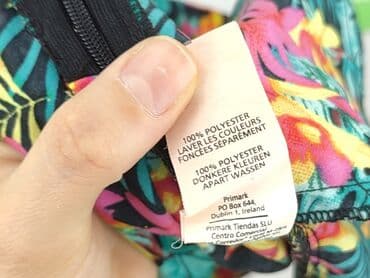 100% POLYESTER
LAVER LES COULEURS
FONCÉES SÉPARÉMENT
100% POLYESTER
DONKERE KLEUREN
APART WASSEN
Primark
PO Box 644,
Dublin 1, Ireland
Primark Tiendas SLU
Centro Comercial